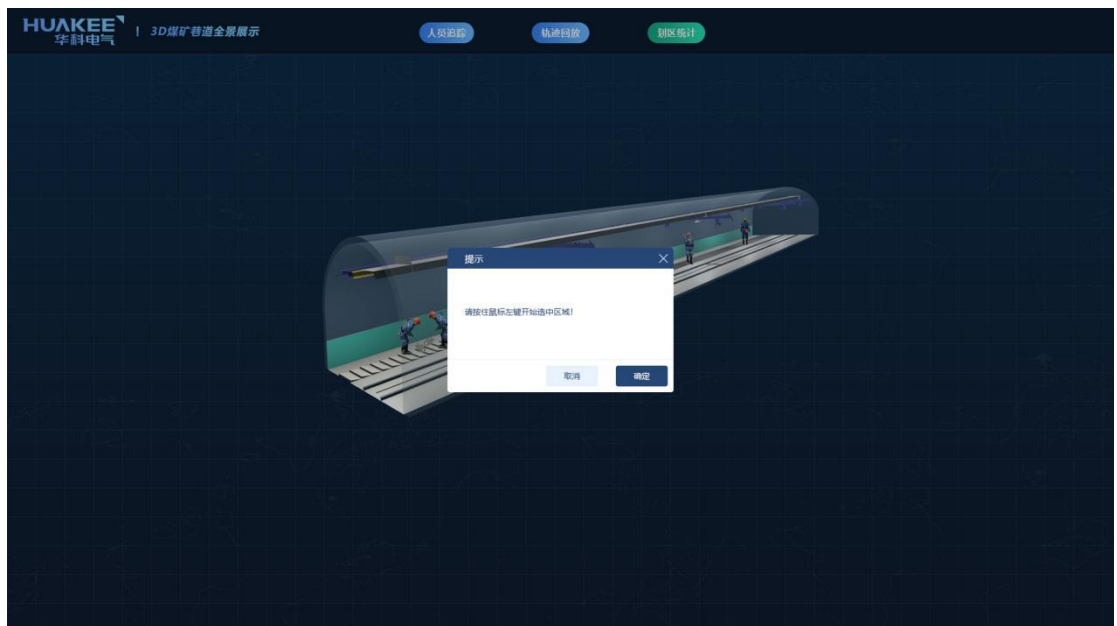 HUAKEE
华科电气
3D煤矿巷道全景展示
人员追踪
轨迹回放
划区统计
提示
请按住鼠标左键开始选中区域！
取消
确定